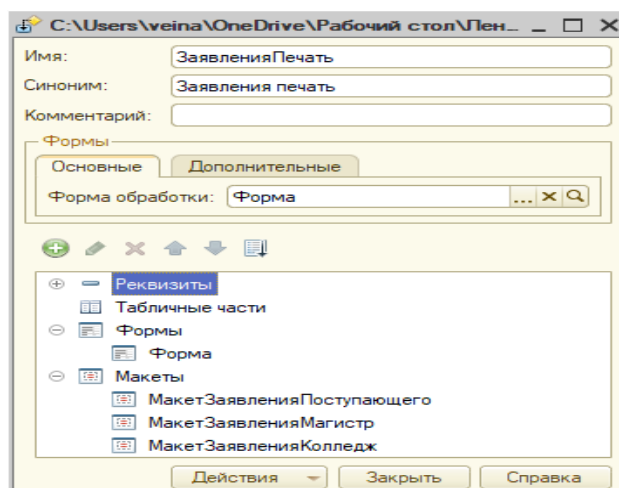 C:\Users\veina\OneDrive\Рабочий стол\Пен...
Имя: ЗаявленияПечать
Синоним: Заявления печать
Комментарий:
Формы
Основные Дополнительные
Форма обработки: Форма ...
Реквизиты
Табличные части
Формы
Форма
Макеты
МакетЗаявленияПоступающего
МакетЗаявленияМагистр
МакетЗаявленияКолледж
Действия Закрыть Справка